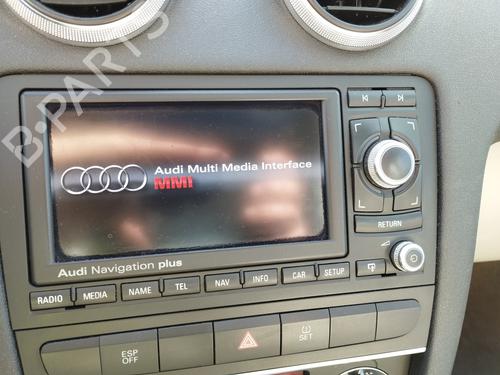 B-PARTS
Audi Multi Media Interface
MMI
Audi Navigation plus
RADIO MEDIA NAME TEL NAV INFO CAR SETUP
RETURN
ESP OFF
SET